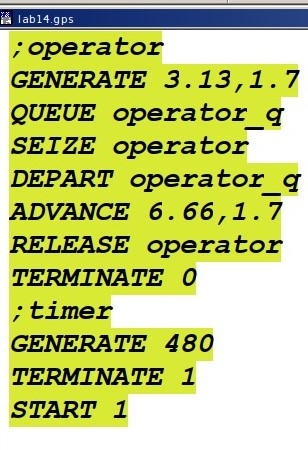 lab14.gps
;operator
GENERATE 3.13,1.7
QUEUE operator_q
SEIZE operator
DEPART operator_q
ADVANCE 6.66,1.7
RELEASE operator
TERMINATE 0
;timer
GENERATE 480
TERMINATE 1
START 1